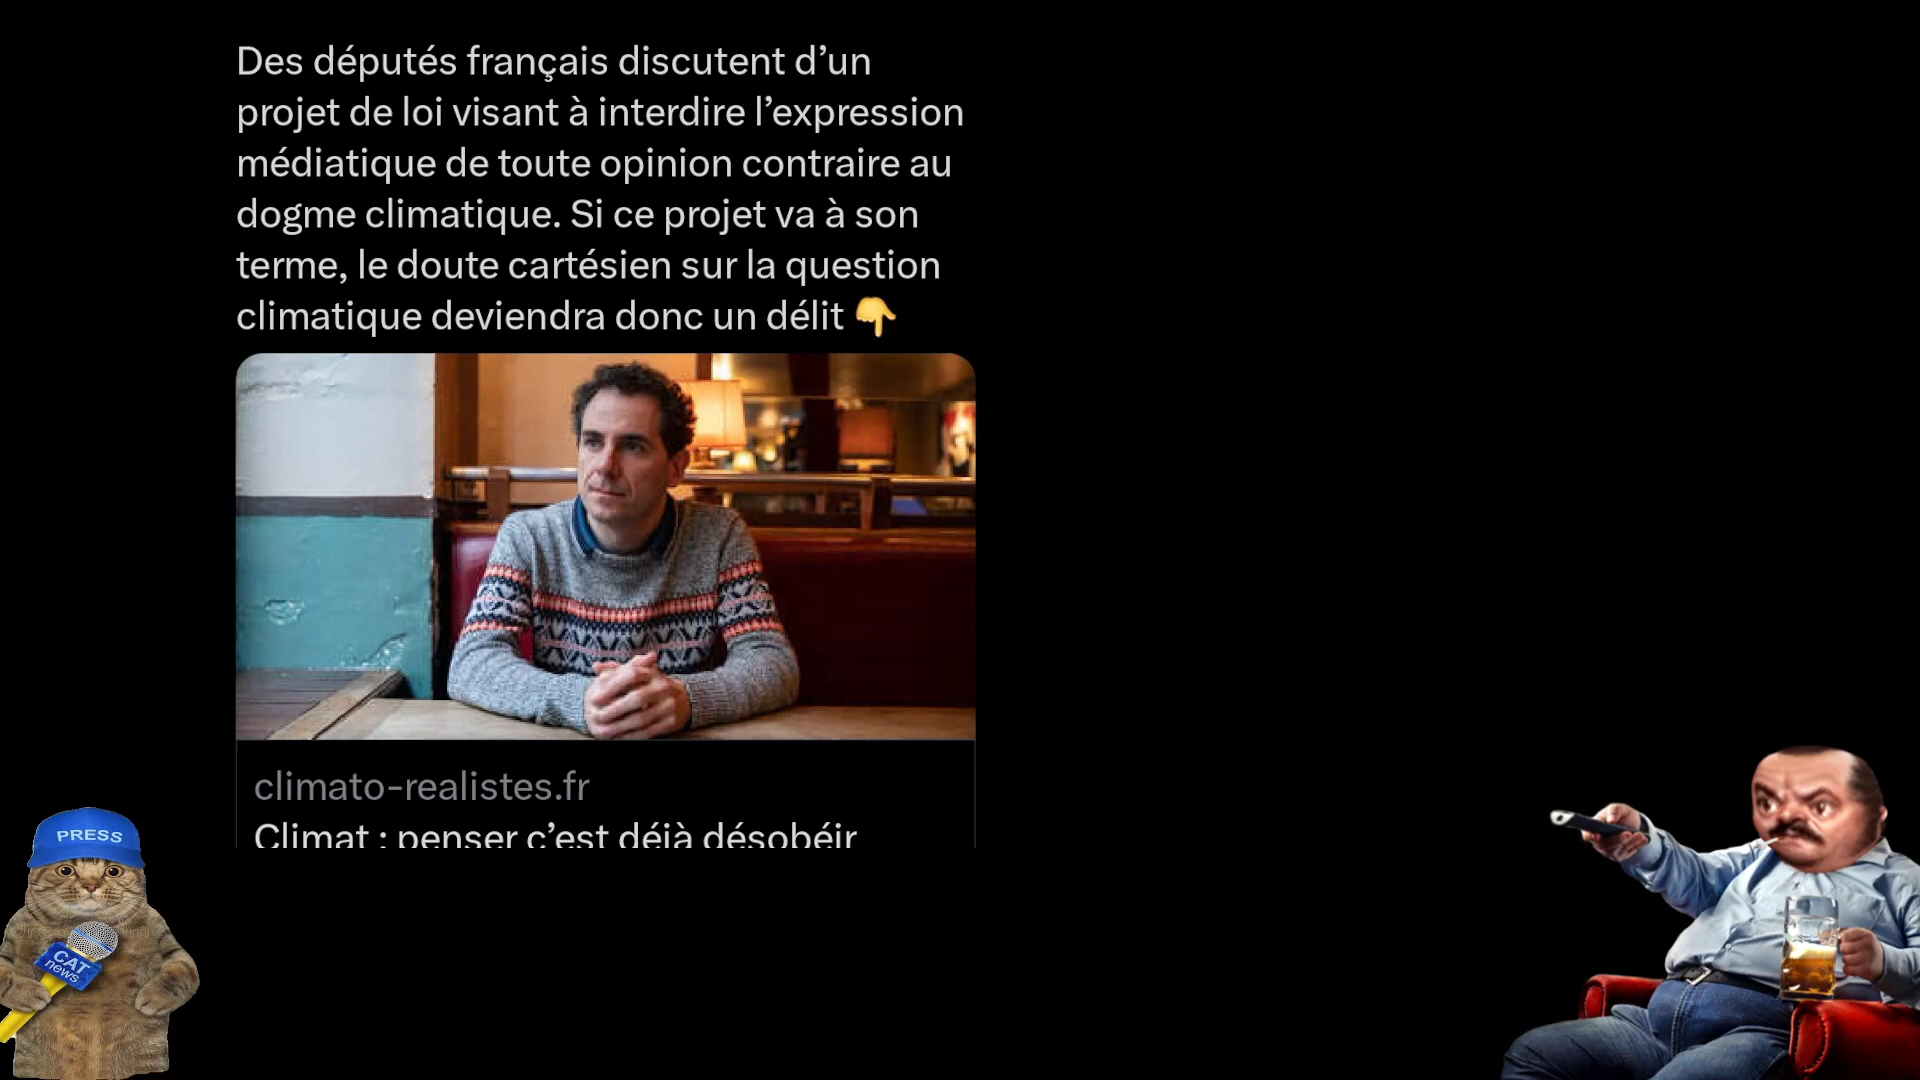 Des députés français discutent d’un
projet de loi visant à interdire l’expression
médiatique de toute opinion contraire au
dogme climatique. Si ce projet va à son
terme, le doute cartésien sur la question
climatique deviendra donc un délit 👇
climato-realistes.fr
Climat : penser c’est déjà désobéir
PRESS
CAT
news